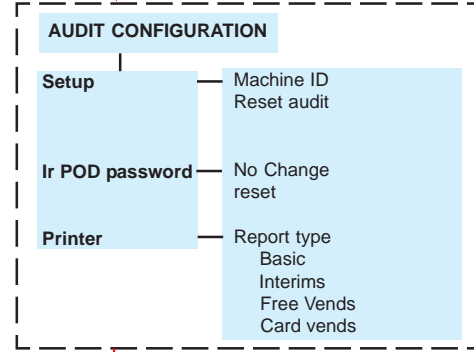 AUDIT CONFIGURATION
Setup
Machine ID
Reset audit
Ir POD password
No Change
reset
Printer
Report type
Basic
Interims
Free Vends
Card vends